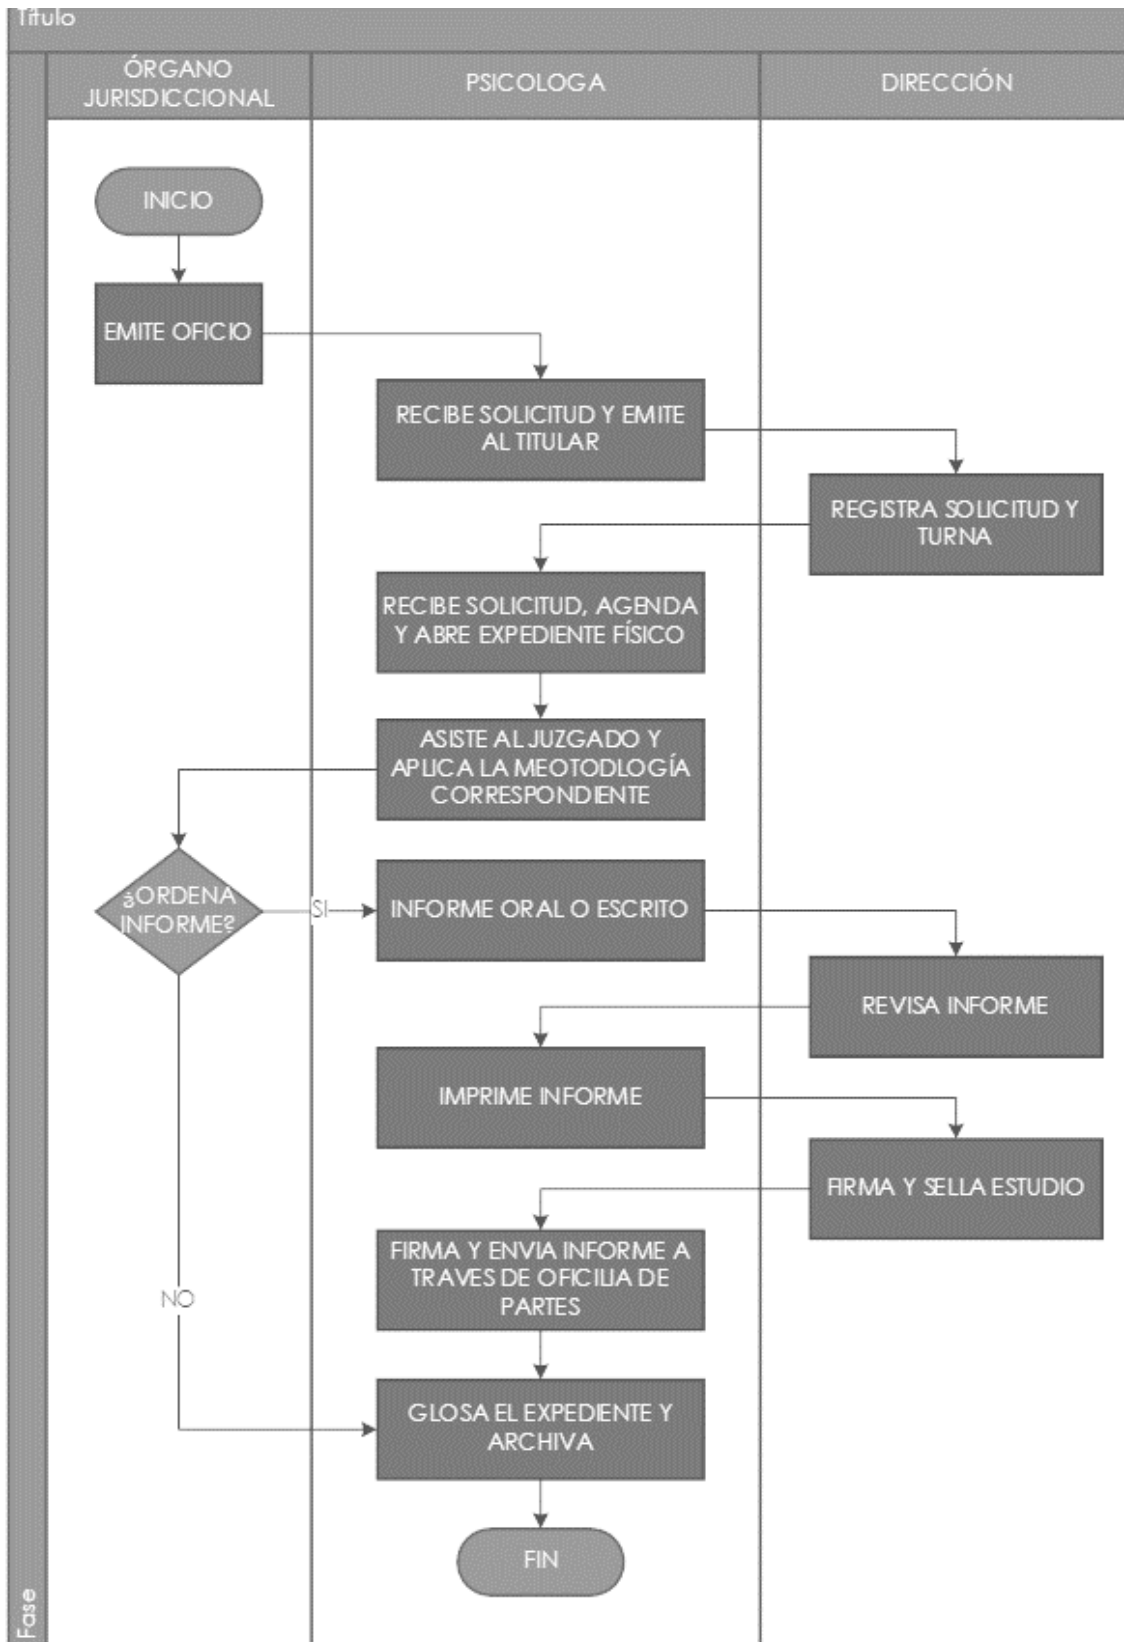 Título
ÓRGANO
JURISDICCIONAL
PSICOLOGA
DIRECCIÓN
INICIO
EMITE OFICIO
RECIBE SOLICITUD Y EMITE
AL TITULAR
REGISTRA SOLICITUD Y
TURNA
RECIBE SOLICITUD, AGENDA
Y ABRE EXPEDIENTE FÍSICO
ASISTE AL JUZGADO Y
APLICA LA MEOTODLOGÍA
CORRESPONDIENTE
¿ORDENA
INFORME?
SI
INFORME ORAL O ESCRITO
REVISA INFORME
IMPRIME INFORME
FIRMA Y SELLA ESTUDIO
FIRMA Y ENVIA INFORME A
TRAVES DE OFICILIA DE
PARTES
NO
GLOSA EL EXPEDIENTE Y
ARCHIVA
FIN
Fase